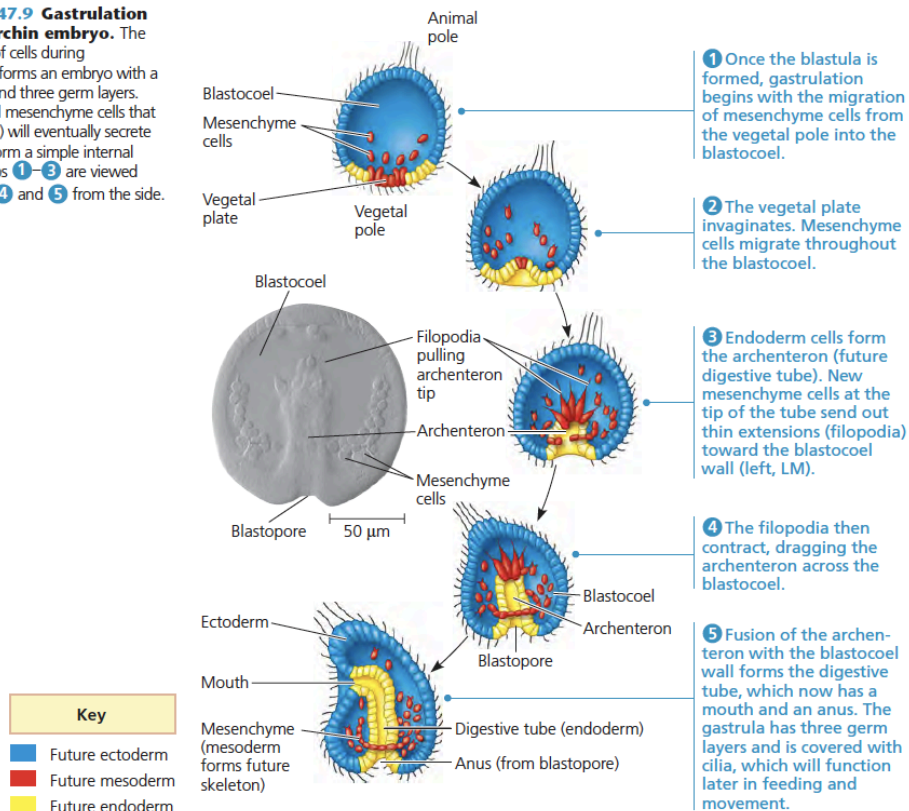 47.9 Gastrulation
rchin embryo. The
of cells during
forms an embryo with a
nd three germ layers.
l mesenchyme cells that
) will eventually secrete
orm a simple internal
os 1–3 are viewed
4 and 5 from the side.
Animal
pole
Blastocoel
Mesenchyme
cells
Vegetal
plate
Vegetal
pole
1 Once the blastula is
formed, gastrulation
begins with the migration
of mesenchyme cells from
the vegetal pole into the
blastocoel.
2 The vegetal plate
invaginates. Mesenchyme
cells migrate throughout
the blastocoel.
Blastocoel
Filopodia
pulling
archenteron
tip
Archenteron
Mesenchyme
cells
Blastopore
50 μm
3 Endoderm cells form
the archenteron (future
digestive tube). New
mesenchyme cells at the
tip of the tube send out
thin extensions (filopodia)
toward the blastocoel
wall (left, LM).
4 The filopodia then
contract, dragging the
archenteron across the
blastocoel.
Blastocoel
Archenteron
Blastopore
Ectoderm
Mouth
Mesenchyme
(mesoderm
forms future
skeleton)
Digestive tube (endoderm)
Anus (from blastopore)
5 Fusion of the archen-
teron with the blastocoel
wall forms the digestive
tube, which now has a
mouth and an anus. The
gastrula has three germ
layers and is covered with
cilia, which will function
later in feeding and
movement.
Key
Future ectoderm
Future mesoderm
Future endoderm